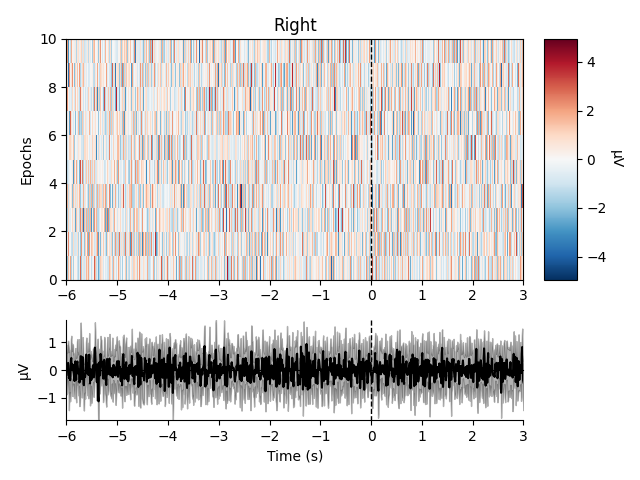 Right
10
8
6
4
2
0
Epochs
−6 −5 −4 −3 −2 −1 0 1 2 3
4
2
0
−2
−4
µV
1
0
−1
µV
−6 −5 −4 −3 −2 −1 0 1 2 3
Time (s)